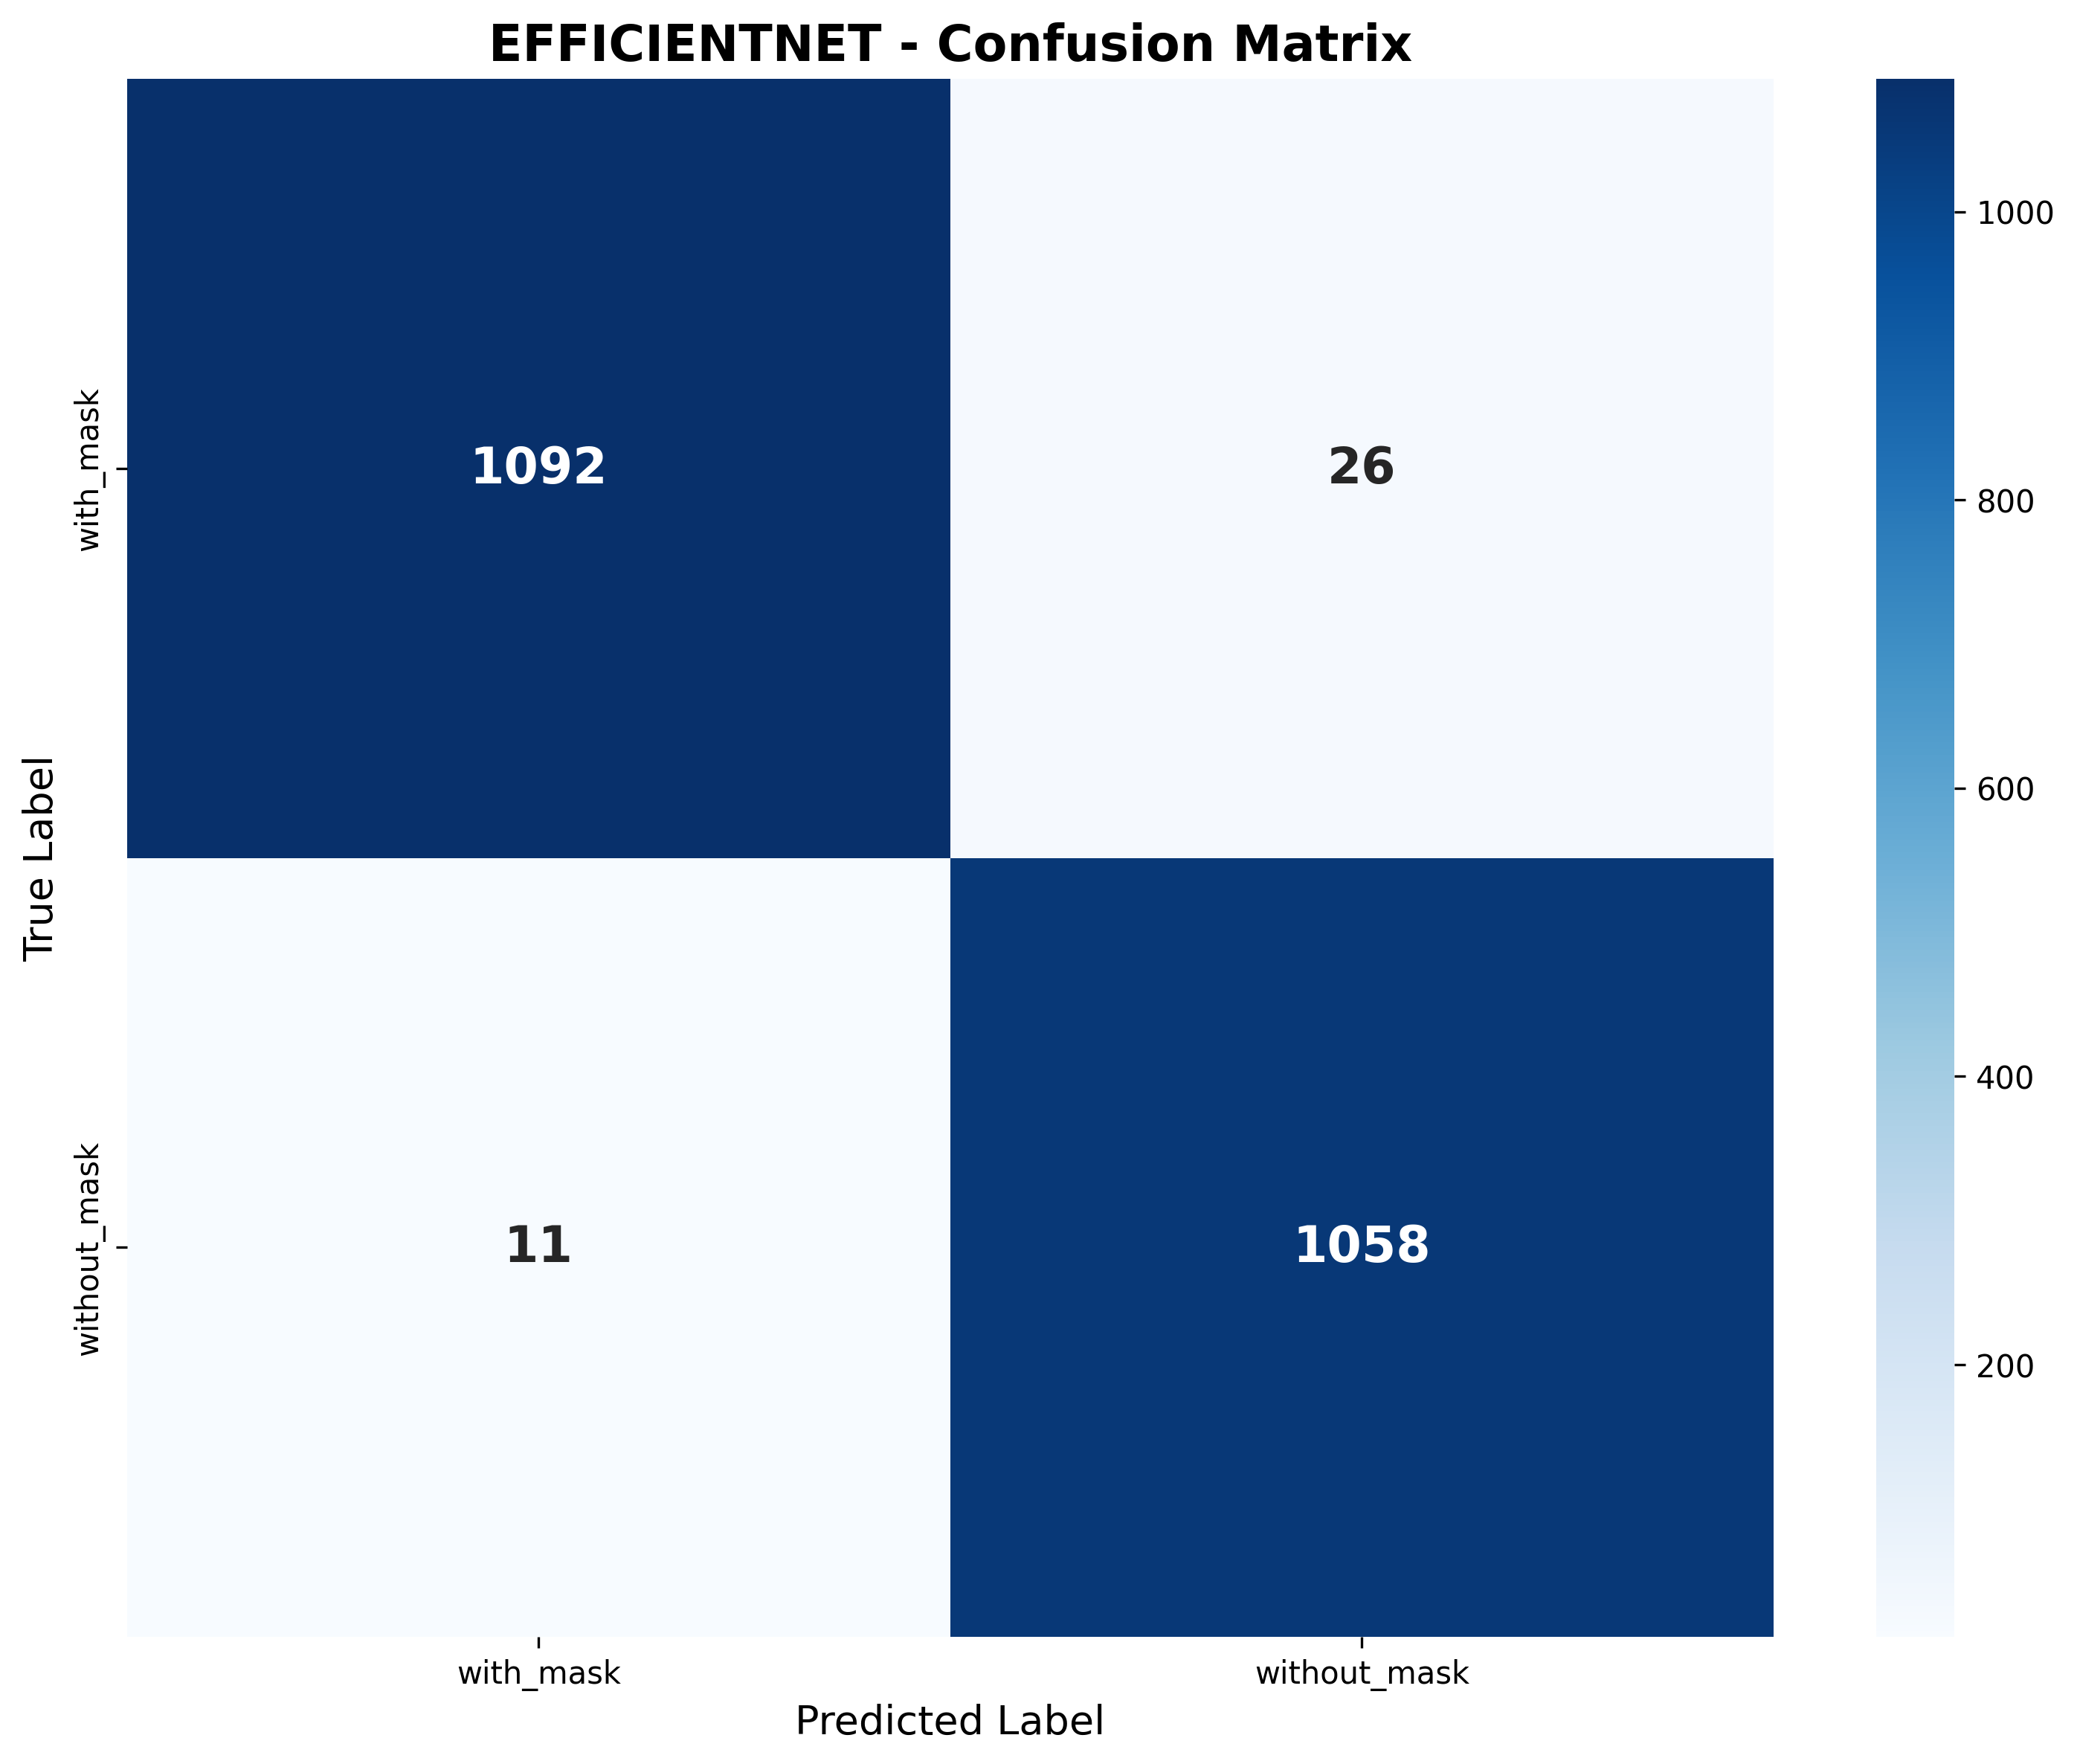 EFFICIENTNET - Confusion Matrix
True Label
with_mask
1092
26
without_mask
11
1058
with_mask
without_mask
Predicted Label
1000
800
600
400
200